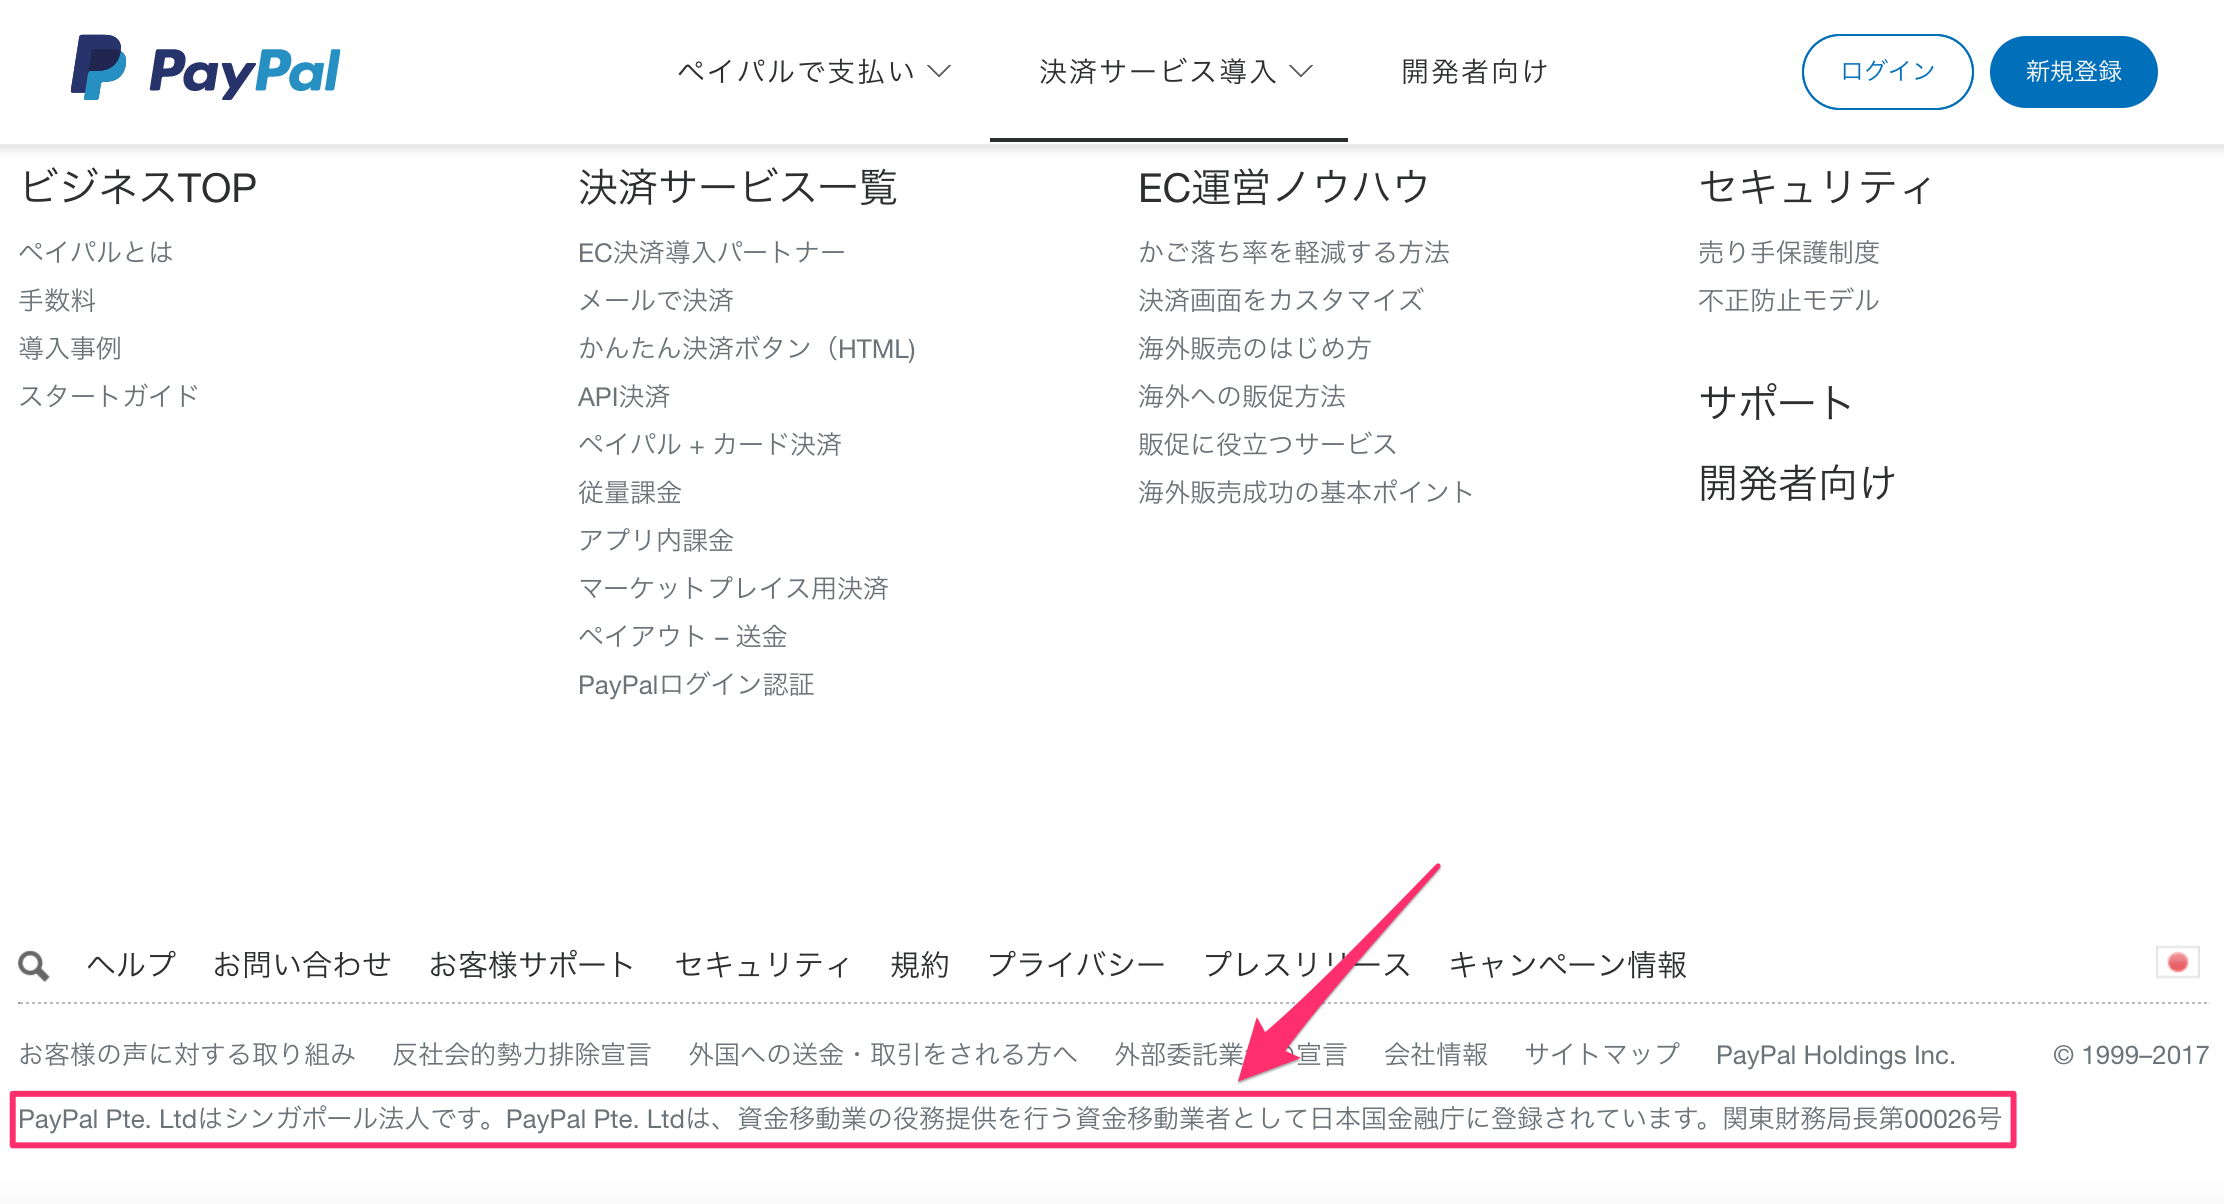 PayPal
ペイパルで支払い
決済サービス導入
開発者向け
ログイン
新規登録
ビジネスTOP
ペイパルとは
手数料
導入事例
スタートガイド
決済サービス一覧
EC決済導入パートナー
メールで決済
かんたん決済ボタン（HTML)
API決済
ペイパル + カード決済
従量課金
アプリ内課金
マーケットプレイス用決済
ペイアウト – 送金
PayPalログイン認証
EC運営ノウハウ
かご落ち率を軽減する方法
決済画面をカスタマイズ
海外販売のはじめ方
海外への販促方法
販促に役立つサービス
海外販売成功の基本ポイント
セキュリティ
売り手保護制度
不正防止モデル
サポート
開発者向け
ヘルプ お問い合わせ お客様サポート セキュリティ 規約 プライバシー プレスリリース キャンペーン情報
お客様の声に対する取り組み 反社会的勢力排除宣言 外国への送金・取引をされる方へ 外部委託業 宣言 会社情報 サイトマップ PayPal Holdings Inc. © 1999–2017
PayPal Pte. Ltdはシンガポール法人です。PayPal Pte. Ltdは、資金移動業の役務提供を行う資金移動業者として日本国金融庁に登録されています。関東財務局長第00026号